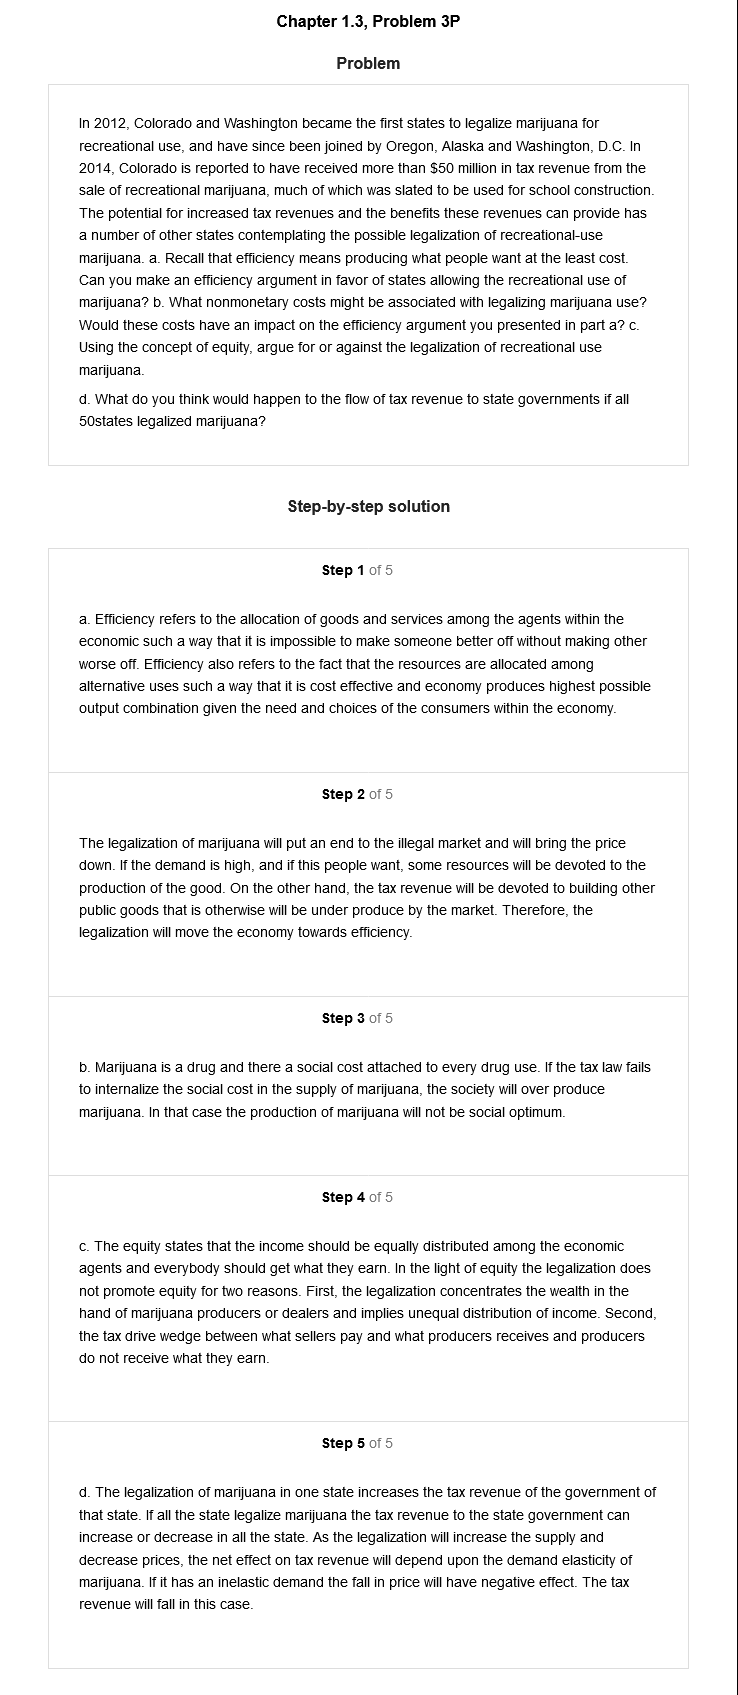 Chapter 1.3, Problem 3P
Problem
In 2012, Colorado and Washington became the first states to legalize marijuana for
recreational use, and have since been joined by Oregon, Alaska and Washington, D.C. In
2014, Colorado is reported to have received more than $50 million in tax revenue from the
sale of recreational marijuana, much of which was slated to be used for school construction.
The potential for increased tax revenues and the benefits these revenues can provide has
a number of other states contemplating the possible legalization of recreational-use
marijuana. a. Recall that efficiency means producing what people want at the least cost.
Can you make an efficiency argument in favor of states allowing the recreational use of
marijuana? b. What nonmonetary costs might be associated with legalizing marijuana use?
Would these costs have an impact on the efficiency argument you presented in part a? c.
Using the concept of equity, argue for or against the legalization of recreational use
marijuana.
d. What do you think would happen to the flow of tax revenue to state governments if all
50states legalized marijuana?
Step-by-step solution
Step 1 of 5
a. Efficiency refers to the allocation of goods and services among the agents within the
economic such a way that it is impossible to make someone better off without making other
worse off. Efficiency also refers to the fact that the resources are allocated among
alternative uses such a way that it is cost effective and economy produces highest possible
output combination given the need and choices of the consumers within the economy.
Step 2 of 5
The legalization of marijuana will put an end to the illegal market and will bring the price
down. If the demand is high, and if this people want, some resources will be devoted to the
production of the good. On the other hand, the tax revenue will be devoted to building other
public goods that is otherwise will be under produce by the market. Therefore, the
legalization will move the economy towards efficiency.
Step 3 of 5
b. Marijuana is a drug and there a social cost attached to every drug use. If the tax law fails
to internalize the social cost in the supply of marijuana, the society will over produce
marijuana. In that case the production of marijuana will not be social optimum.
Step 4 of 5
c. The equity states that the income should be equally distributed among the economic
agents and everybody should get what they earn. In the light of equity the legalization does
not promote equity for two reasons. First, the legalization concentrates the wealth in the
hand of marijuana producers or dealers and implies unequal distribution of income. Second,
the tax drive wedge between what sellers pay and what producers receives and producers
do not receive what they earn.
Step 5 of 5
d. The legalization of marijuana in one state increases the tax revenue of the government of
that state. If all the state legalize marijuana the tax revenue to the state government can
increase or decrease in all the state. As the legalization will increase the supply and
decrease prices, the net effect on tax revenue will depend upon the demand elasticity of
marijuana. If it has an inelastic demand the fall in price will have negative effect. The tax
revenue will fall in this case.